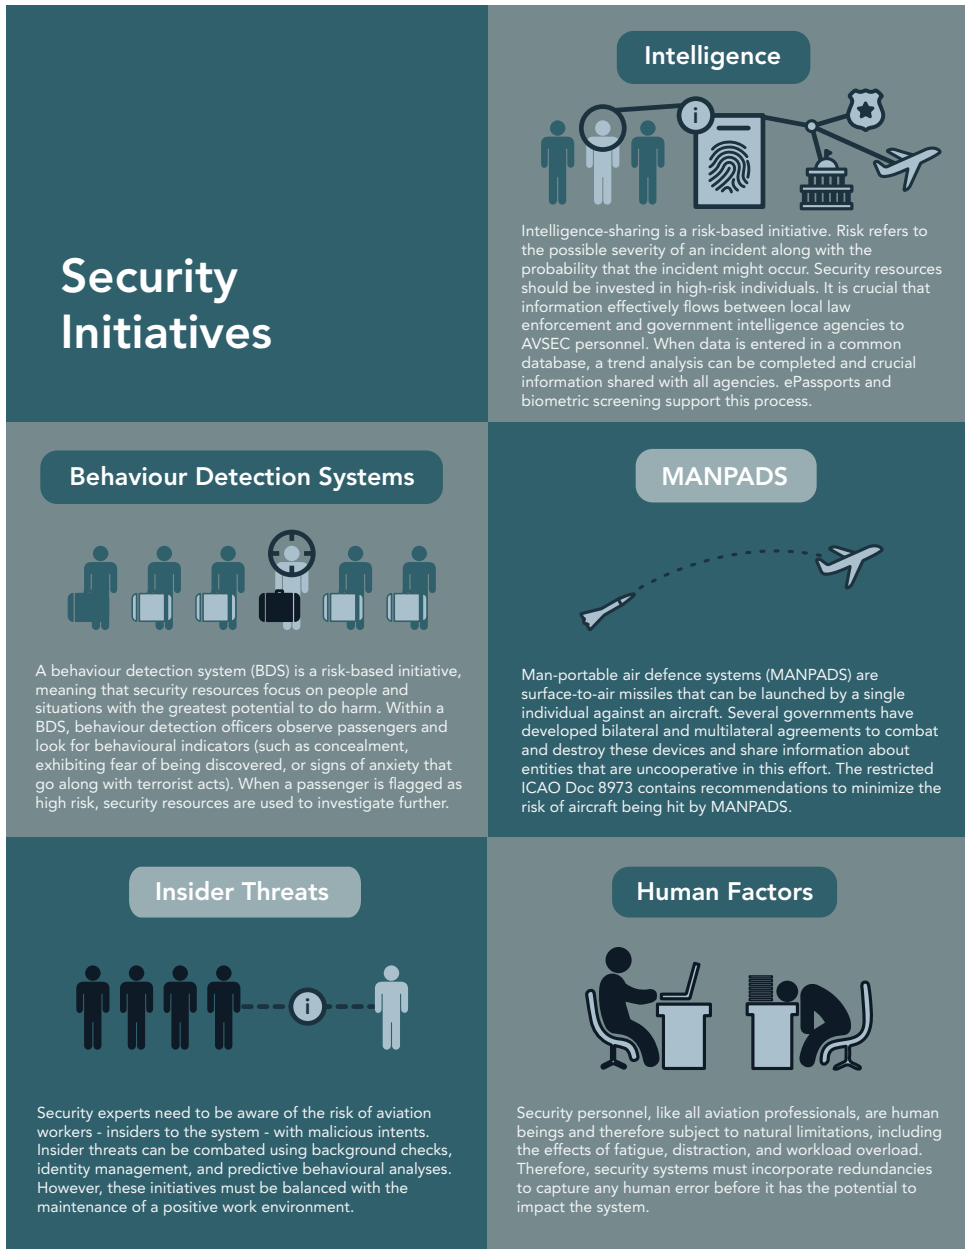 Security
Initiatives
Intelligence
i
Intelligence-sharing is a risk-based initiative. Risk refers to
the possible severity of an incident along with the
probability that the incident might occur. Security resources
should be invested in high-risk individuals. It is crucial that
information effectively flows between local law
enforcement and government intelligence agencies to
AVSEC personnel. When data is entered in a common
database, a trend analysis can be completed and crucial
information shared with all agencies. ePassports and
biometric screening support this process.
Behaviour Detection Systems
A behaviour detection system (BDS) is a risk-based initiative,
meaning that security resources focus on people and
situations with the greatest potential to do harm. Within a
BDS, behaviour detection officers observe passengers and
look for behavioural indicators (such as concealment,
exhibiting fear of being discovered, or signs of anxiety that
go along with terrorist acts). When a passenger is flagged as
high risk, security resources are used to investigate further.
MANPADS
Man-portable air defence systems (MANPADS) are
surface-to-air missiles that can be launched by a single
individual against an aircraft. Several governments have
developed bilateral and multilateral agreements to combat
and destroy these devices and share information about
entities that are uncooperative in this effort. The restricted
ICAO Doc 8973 contains recommendations to minimize the
risk of aircraft being hit by MANPADS.
Insider Threats
i
Security experts need to be aware of the risk of aviation
workers - insiders to the system - with malicious intents.
Insider threats can be combated using background checks,
identity management, and predictive behavioural analyses.
However, these initiatives must be balanced with the
maintenance of a positive work environment.
Human Factors
Security personnel, like all aviation professionals, are human
beings and therefore subject to natural limitations, including
the effects of fatigue, distraction, and workload overload.
Therefore, security systems must incorporate redundancies
to capture any human error before it has the potential to
impact the system.